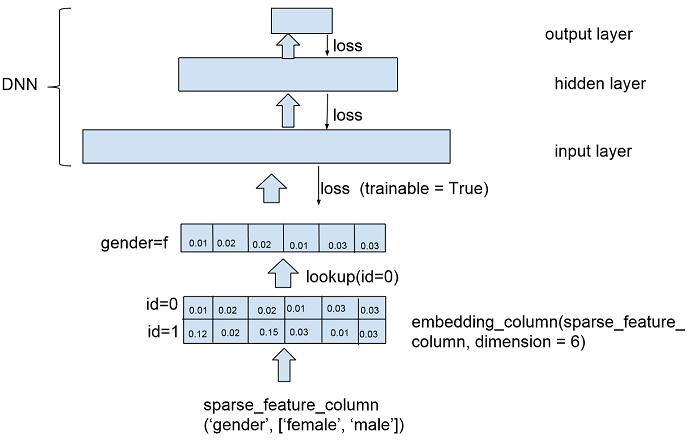 output layer
loss
DNN
hidden layer
loss
input layer
loss (trainable = True)
gender=f
0.01 0.02 0.02 0.01 0.03 0.03
lookup(id=0)
id=0
0.01 0.02 0.02 0.01 0.03 0.03
id=1
0.12 0.02 0.15 0.03 0.01 0.03
embedding_column(sparse_feature_
column, dimension = 6)
sparse_feature_column
(‘gender’, [‘female’, ‘male’])